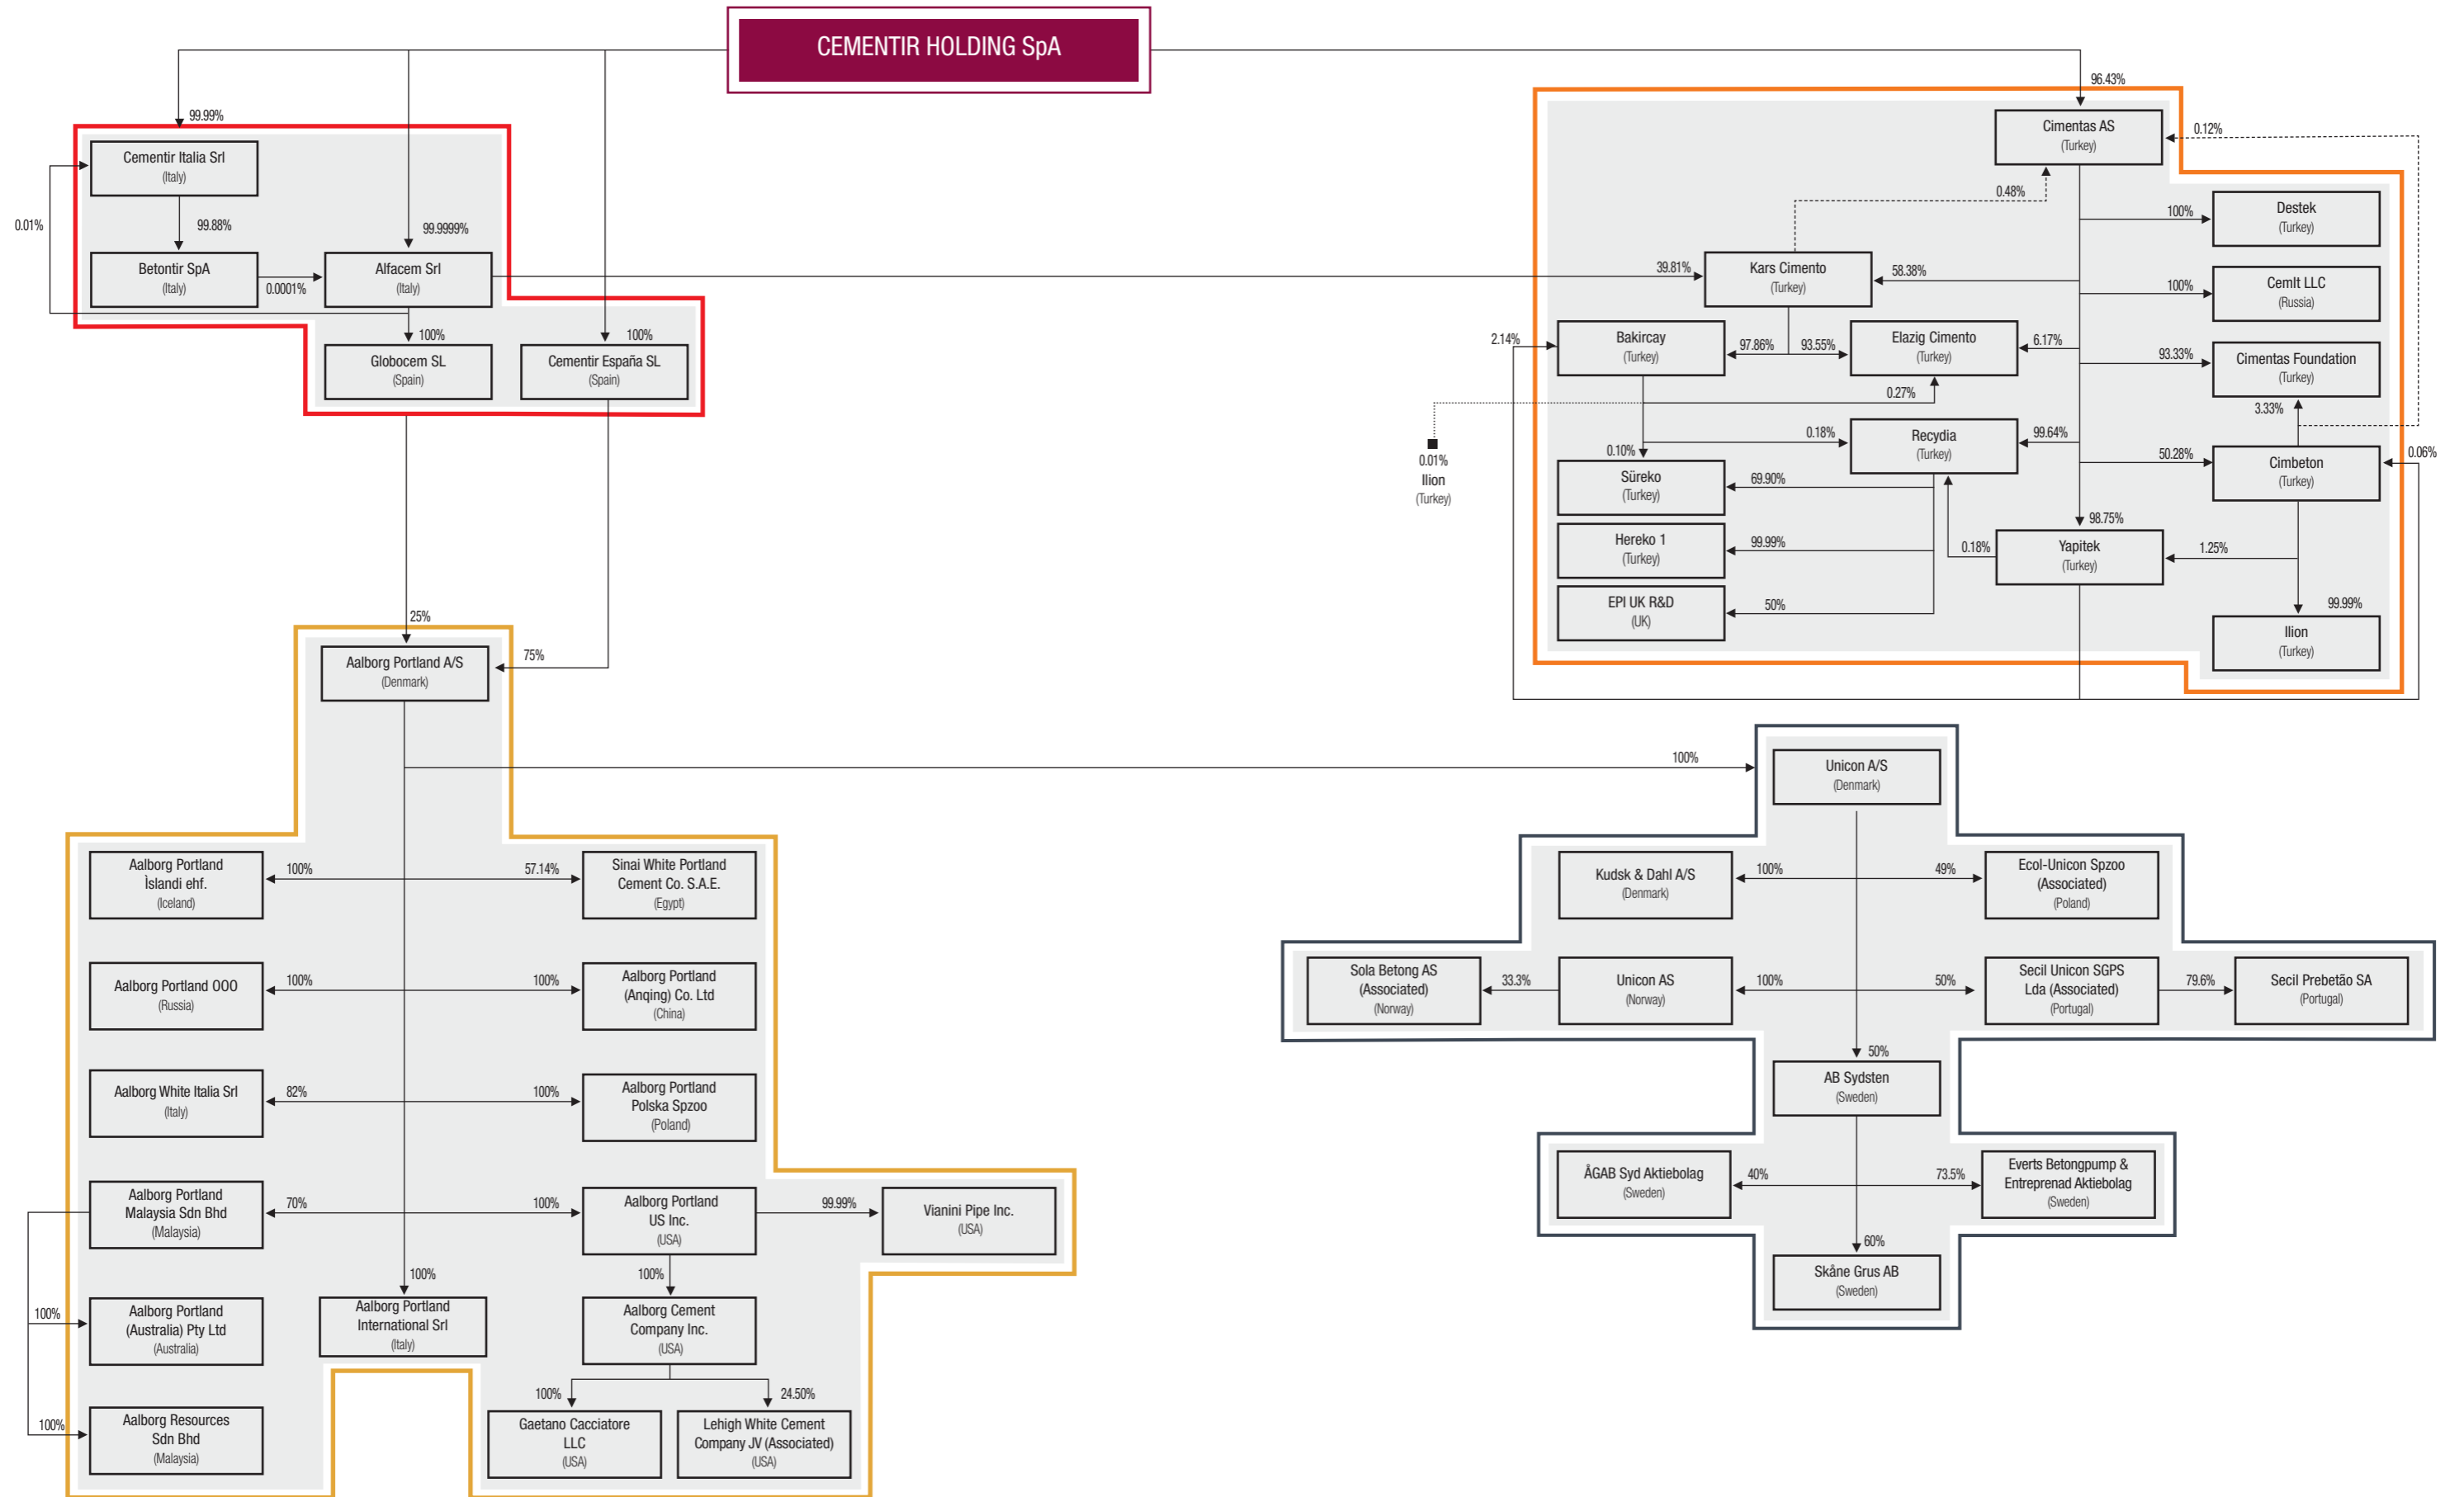 CEMENTIR HOLDING SpA
99.99%
Cementir Italia Srl
(Italy)
0.01%
99.88%
99.9999%
Betontir SpA
(Italy)
0.0001%
Alfacem Srl
(Italy)
100%
100%
Globocem SL
(Spain)
Cementir España SL
(Spain)
96.43%
Cimentas AS
(Turkey)
0.12%
0.48%
100%
Destek
(Turkey)
39.81%
Kars Cimento
(Turkey)
58.38%
100%
CemIt LLC
(Russia)
2.14%
Bakircay
(Turkey)
97.86%
93.55%
Elazig Cimento
(Turkey)
6.17%
93.33%
Cimentas Foundation
(Turkey)
0.27%
3.33%
0.01%
Ilion
(Turkey)
0.10%
0.18%
Recydia
(Turkey)
99.64%
50.28%
Cimbeton
(Turkey)
0.06%
Süreko
(Turkey)
69.90%
Hereko 1
(Turkey)
99.99%
98.75%
0.18%
Yapitek
(Turkey)
1.25%
EPI UK R&D
(UK)
50%
99.99%
Ilion
(Turkey)
25%
Aalborg Portland A/S
(Denmark)
75%
100%
Aalborg Portland
Ìslandi ehf.
(Iceland)
100%
57.14%
Sinai White Portland
Cement Co. S.A.E.
(Egypt)
Aalborg Portland OOO
(Russia)
100%
100%
Aalborg Portland
(Anqing) Co. Ltd
(China)
Aalborg White Italia Srl
(Italy)
82%
100%
Aalborg Portland
Polska Spzoo
(Poland)
Aalborg Portland
Malaysia Sdn Bhd
(Malaysia)
70%
100%
Aalborg Portland
US Inc.
(USA)
99.99%
Vianini Pipe Inc.
(USA)
100%
100%
100%
Aalborg Portland
(Australia) Pty Ltd
(Australia)
Aalborg Portland
International Srl
(Italy)
Aalborg Cement
Company Inc.
(USA)
100%
24.50%
100%
Aalborg Resources
Sdn Bhd
(Malaysia)
Gaetano Cacciatore
LLC
(USA)
Lehigh White Cement
Company JV (Associated)
(USA)
Unicon A/S
(Denmark)
Kudsk & Dahl A/S
(Denmark)
100%
49%
Ecol-Unicon Spzoo
(Associated)
(Poland)
Sola Betong AS
(Associated)
(Norway)
33.3%
Unicon AS
(Norway)
100%
50%
Secil Unicon SGPS
Lda (Associated)
(Portugal)
79.6%
Secil Prebetão SA
(Portugal)
50%
AB Sydsten
(Sweden)
ÅGAB Syd Aktiebolag
(Sweden)
40%
73.5%
Everts Betongpump &
Entreprenad Aktiebolag
(Sweden)
60%
Skåne Grus AB
(Sweden)